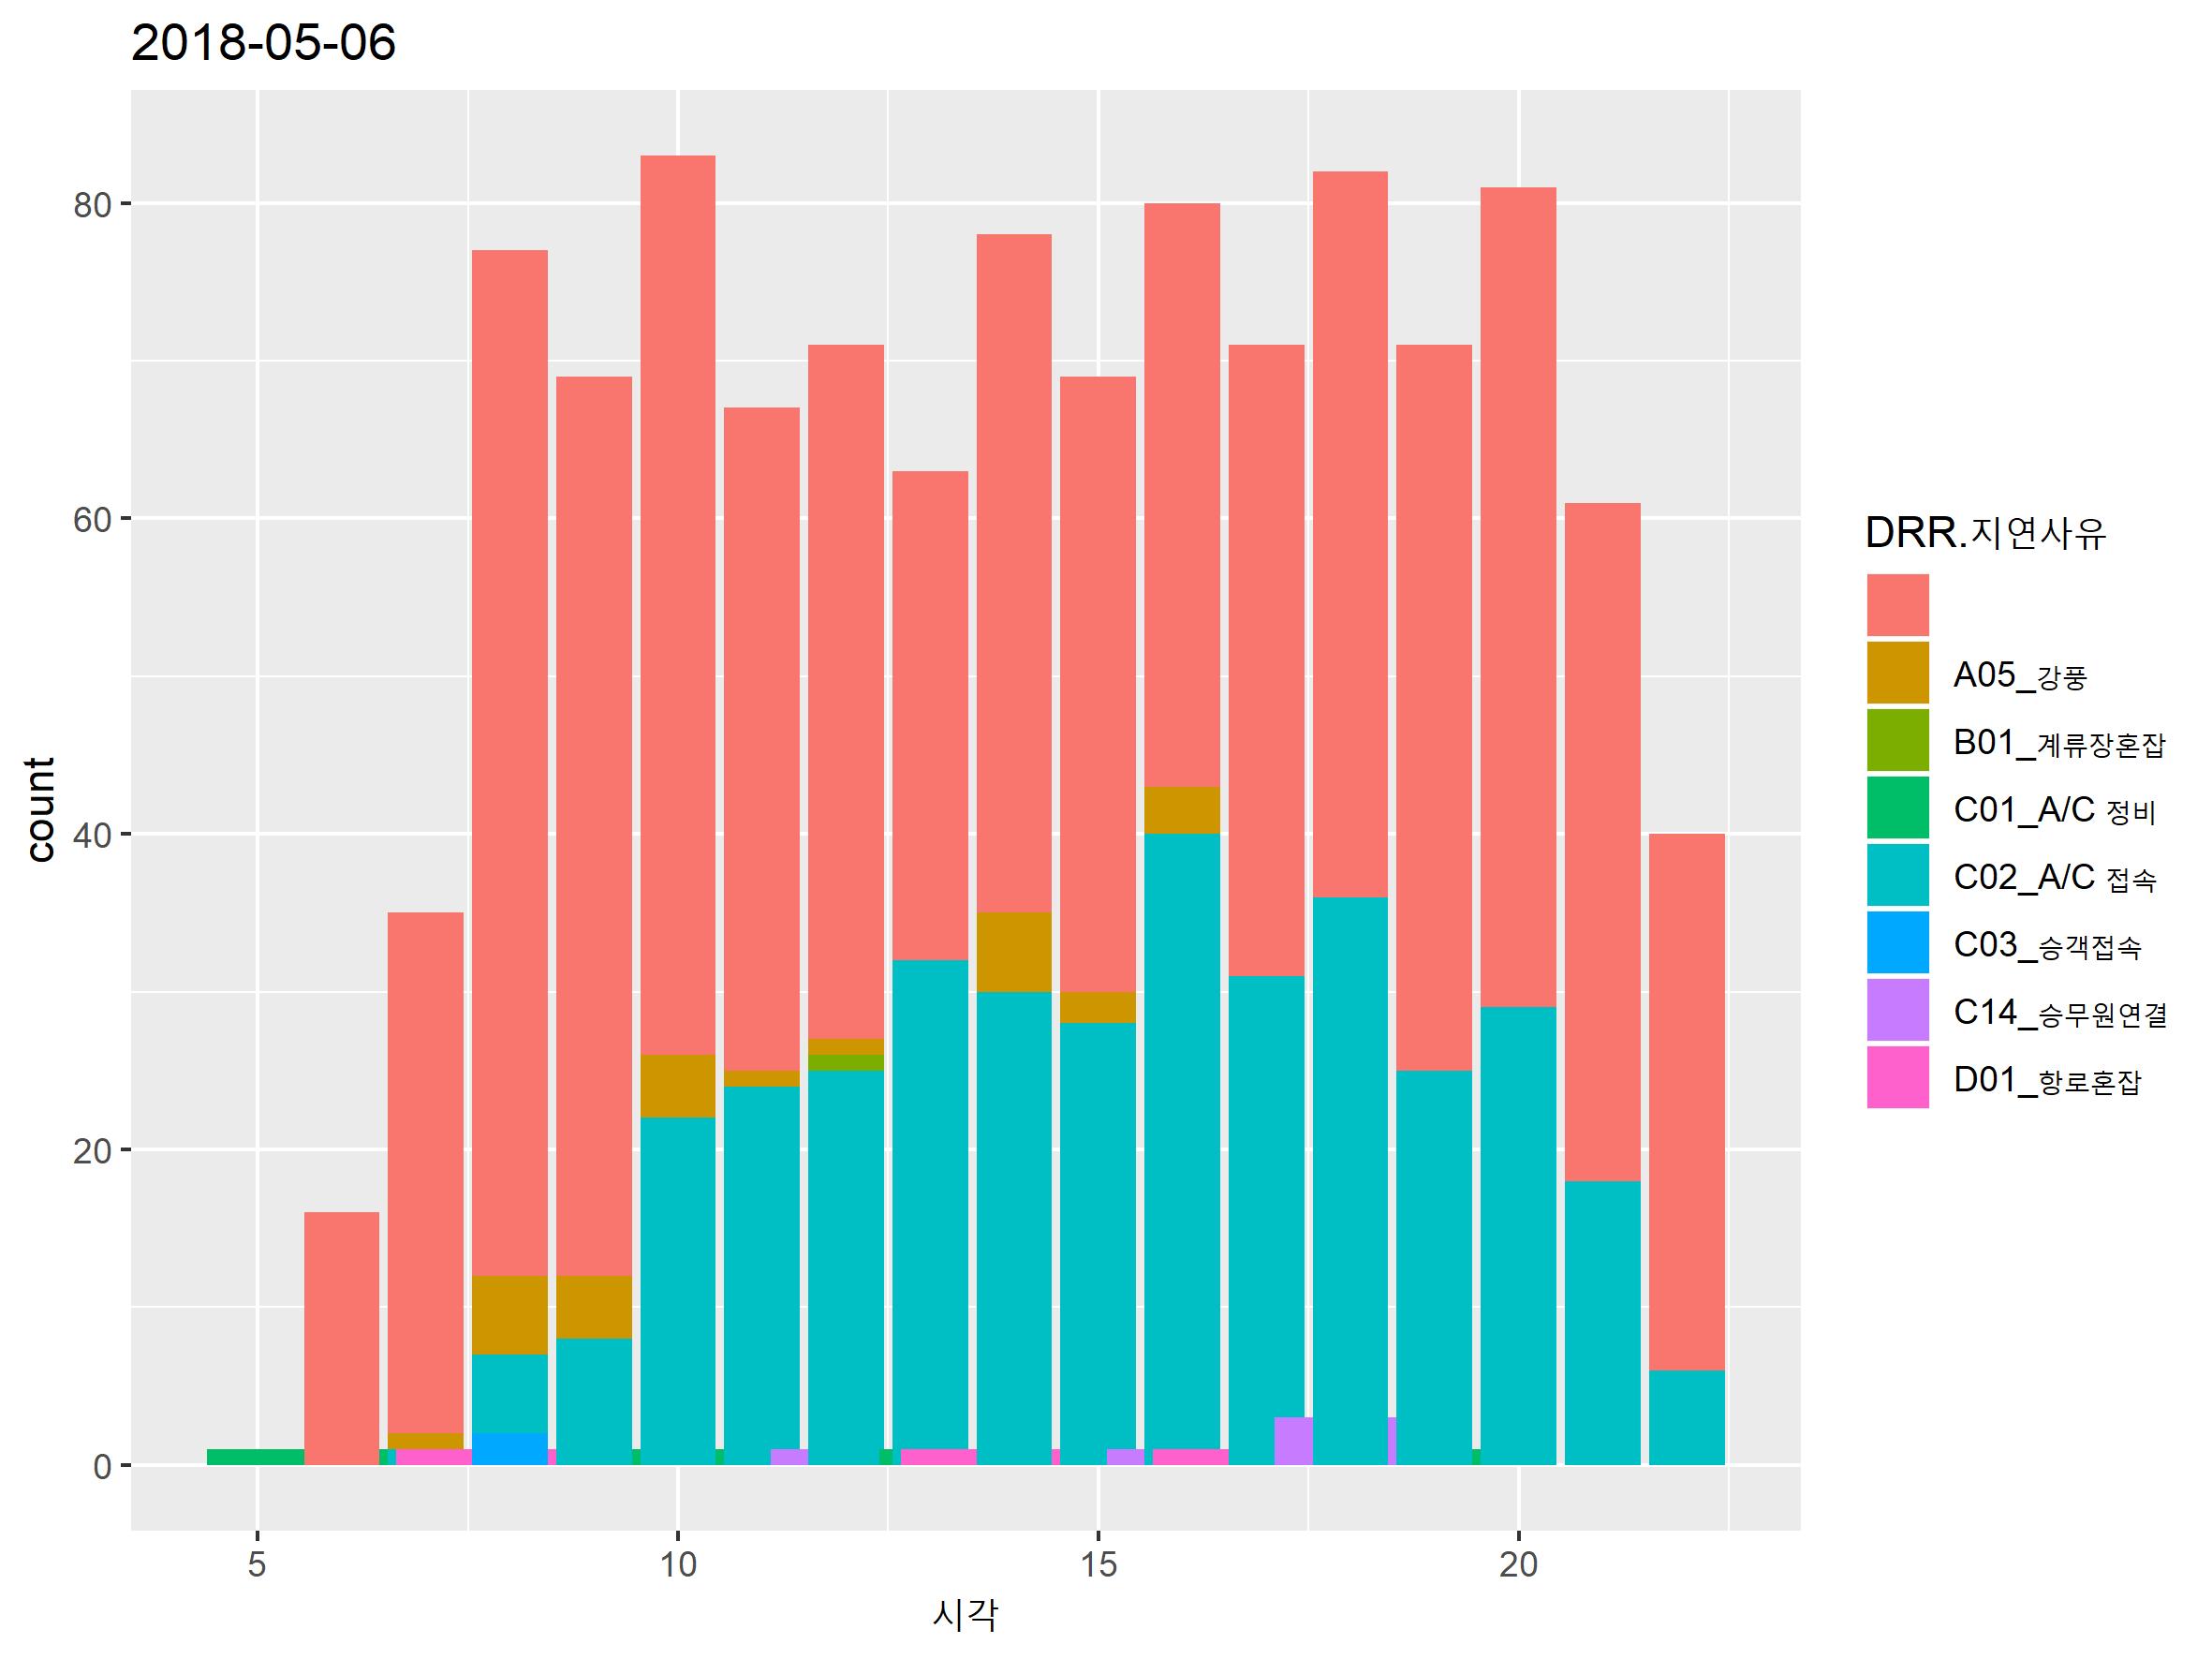 2018-05-06
80
60
40
20
0
count
5 10 15 20
시각
DRR.지연사유
A05_강풍
B01_계류장혼잡
C01_A/C 정비
C02_A/C 접속
C03_승객접속
C14_승무원연결
D01_항로혼잡